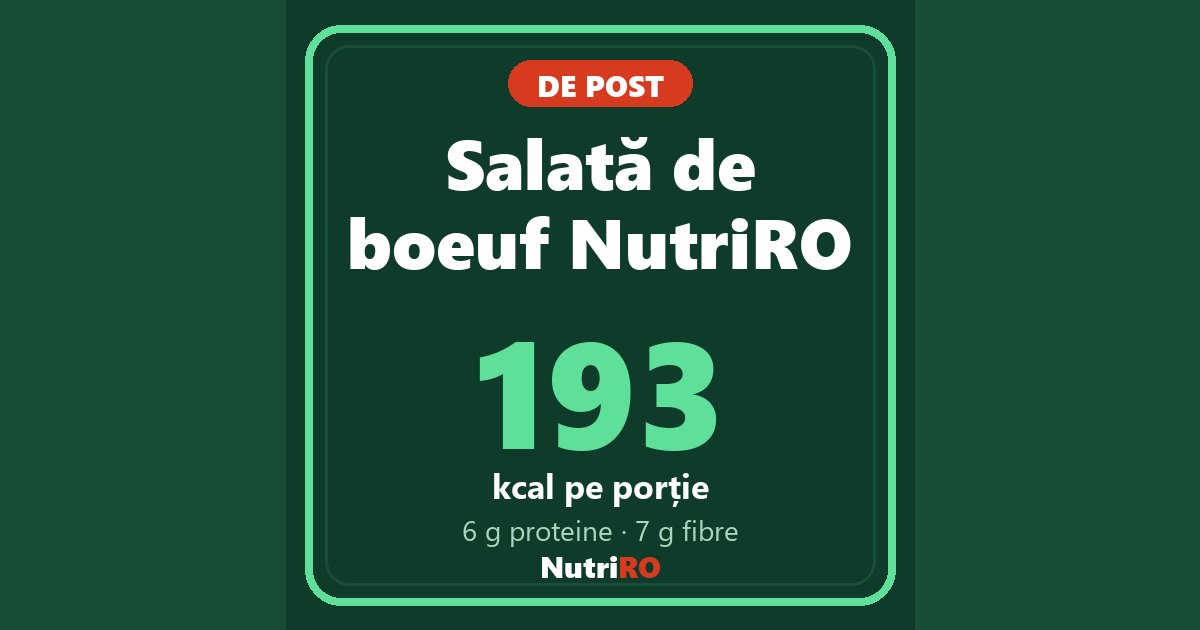 DE POST
Salată de
boeuf NutriRO
193
kcal pe porție
6 g proteine · 7 g fibre
NutriRO